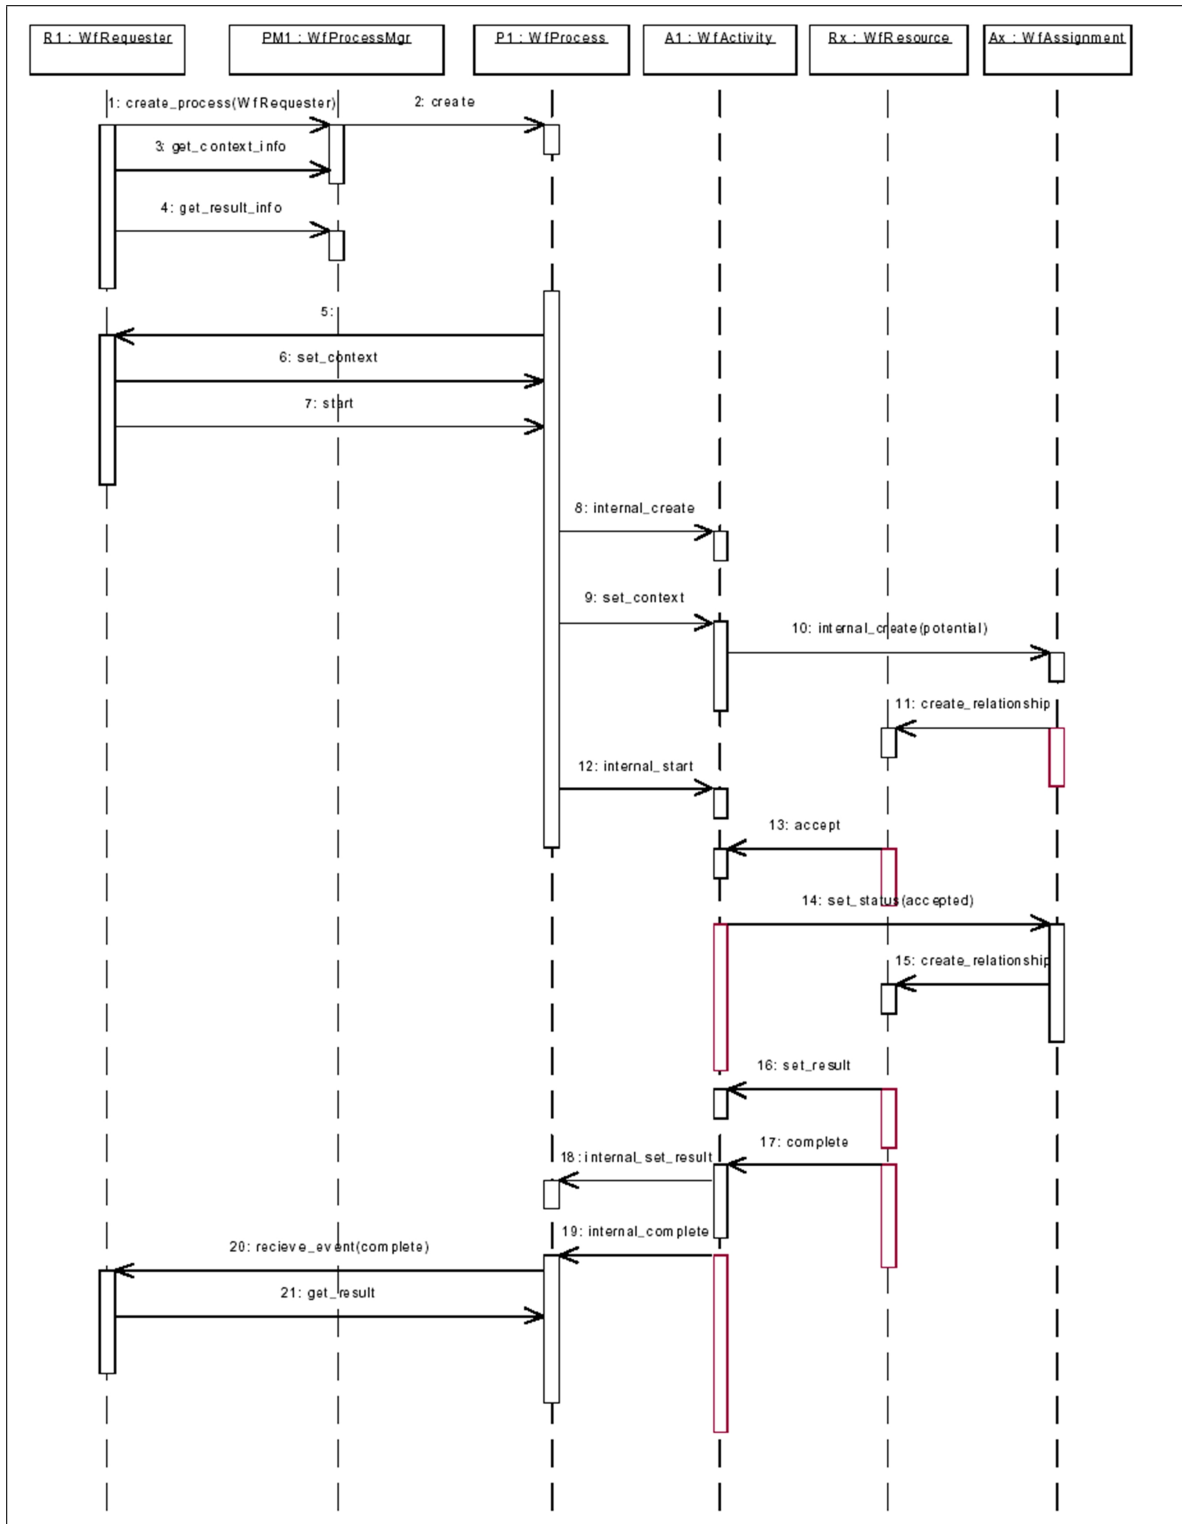 R1 : WfRequester
PM1 : WfProcessMgr
P1 : WfProcess
A1 : WfActivity
Rx : WfResource
Ax : WfAssignment
1: create_process(WfRequester)
2: create
3: get_context_info
4: get_result_info
5:
6: set_context
7: start
8: internal_create
9: set_context
10: internal_create(potential)
11: create_relationship
12: internal_start
13: accept
14: set_status(accepted)
15: create_relationship
16: set_result
17: complete
18: internal_set_result
19: internal_complete
20: recieve_event(complete)
21: get_result